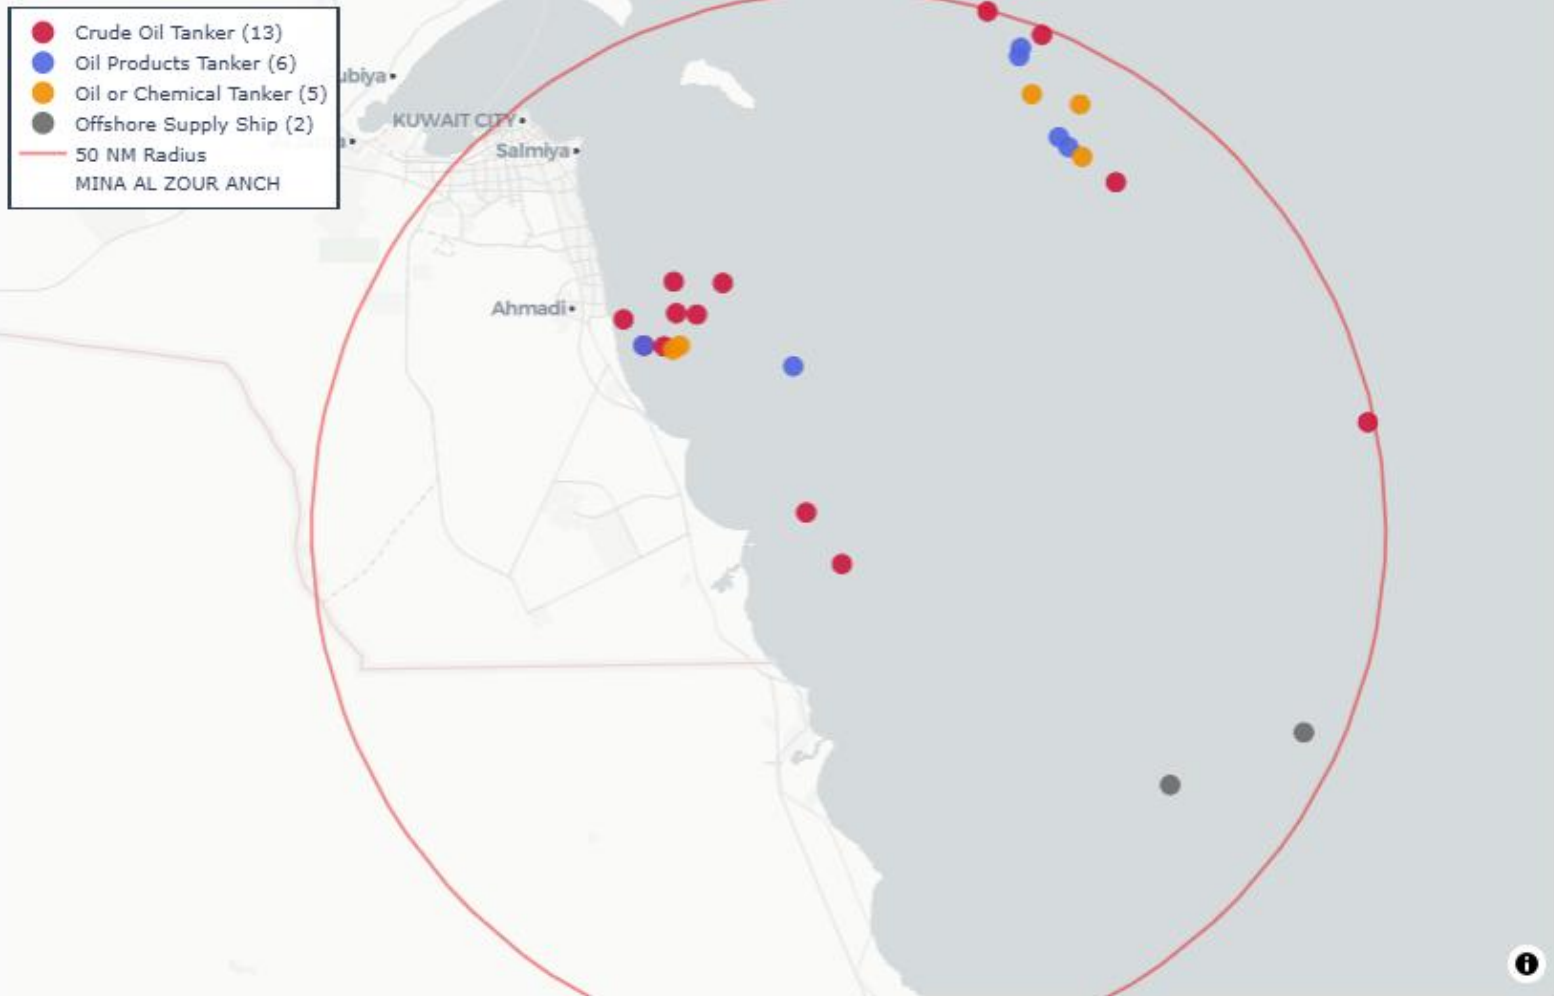 Crude Oil Tanker (13)
Oil Products Tanker (6)
Oil or Chemical Tanker (5)
Offshore Supply Ship (2)
50 NM Radius
MINA AL ZOUR ANCH
ubiya
KUWAIT CITY
Salmiya
Ahmadi